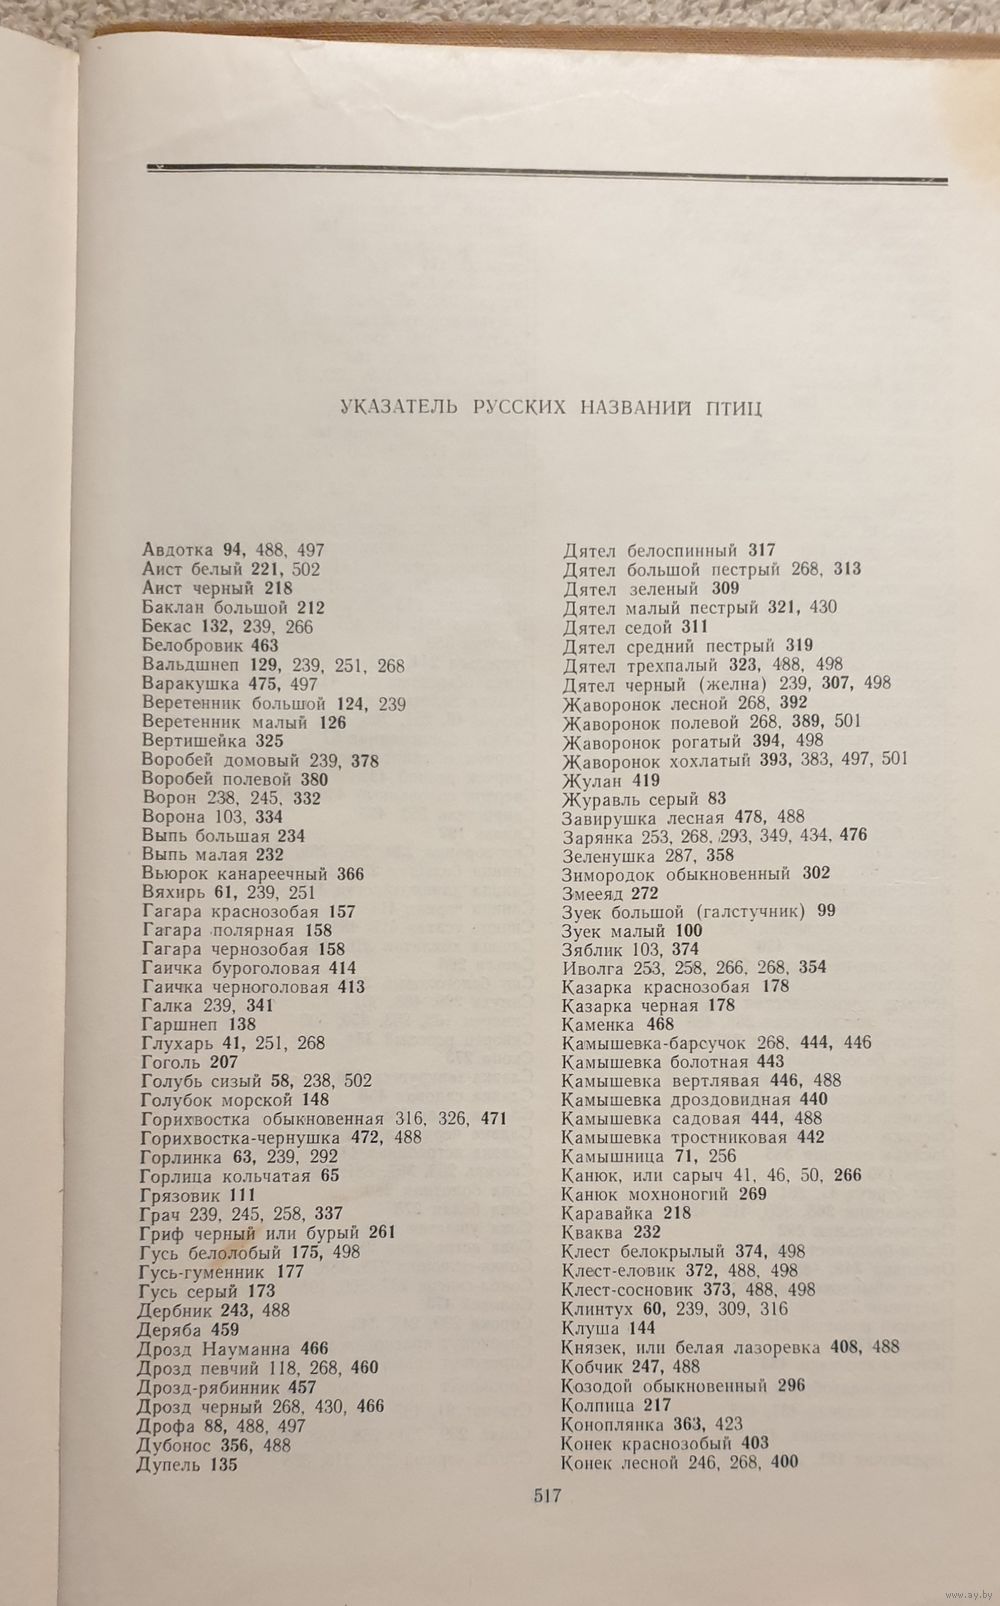 УКАЗАТЕЛЬ РУССКИХ НАЗВАНИЙ ПТИЦ
Авдотка 94, 488, 497
Аист белый 221, 502
Аист черный 218
Баклан большой 212
Бекас 132, 239, 266
Белобровик 463
Вальдшнеп 129, 239, 251, 268
Варакушка 475, 497
Веретенник большой 124, 239
Веретенник малый 126
Вертишейка 325
Воробей домовый 239, 378
Воробей полевой 380
Ворон 238, 245, 332
Ворона 103, 334
Выпь большая 234
Выпь малая 232
Вьюрок канареечный 366
Вяхирь 61, 239, 251
Гагара краснозобая 157
Гагара полярная 158
Гагара чернозобая 158
Гаичка буроголовая 414
Гаичка черноголовая 413
Галка 239, 341
Гаршнеп 138
Глухарь 41, 251, 268
Гоголь 207
Голубь сизый 58, 238, 502
Голубок морской 148
Горихвостка обыкновенная 316, 326, 471
Горихвостка-чернушка 472, 488
Горлинка 63, 239, 292
Горлица кольчатая 65
Грязовик 111
Грач 239, 245, 258, 337
Гриф черный или бурый 261
Гусь белолобый 175, 498
Гусь-гуменник 177
Гусь серый 173
Дербник 243, 488
Деряба 459
Дрозд Науманна 466
Дрозд певчий 118, 268, 460
Дрозд-рябинник 457
Дрозд черный 268, 430, 466
Дрофа 88, 488, 497
Дубонос 356, 488
Дупель 135
Дятел белоспинный 317
Дятел большой пестрый 268, 313
Дятел зеленый 309
Дятел малый пестрый 321, 430
Дятел седой 311
Дятел средний пестрый 319
Дятел трехпалый 323, 488, 498
Дятел черный (желна) 239, 307, 498
Жаворонок лесной 268, 392
Жаворонок полевой 268, 389, 501
Жаворонок рогатый 394, 498
Жаворонок хохлатый 393, 383, 497, 501
Жулан 419
Журавль серый 83
Завирушка лесная 478, 488
Зарянка 253, 268, 293, 349, 434, 476
Зеленушка 287, 358
Зимородок обыкновенный 302
Змееяд 272
Зуек большой (галстучник) 99
Зуек малый 100
Зяблик 103, 374
Иволга 253, 258, 266, 268, 354
Казарка краснозобая 178
Казарка черная 178
Каменка 468
Камышевка-барсучок 268, 444, 446
Камышевка болотная 443
Камышевка вертлявая 446, 488
Камышевка дроздовидная 440
Камышевка садовая 444, 488
Камышевка тростниковая 442
Камышница 71, 256
Канюк, или сарыч 41, 46, 50, 266
Канюк мохноногий 269
Каравайка 218
Кваква 232
Клест белокрылый 374, 498
Клест-еловик 372, 488, 498
Клест-сосновик 373, 488, 498
Клинтух 60, 239, 309, 316
Клуша 144
Князек, или белая лазоревка 408, 488
Кобчик 247, 488
Козодой обыкновенный 296
Колпица 217
Коноплянка 363, 423
Конек краснозобый 403
Конек лесной 246, 268, 400
517
www.ay.by